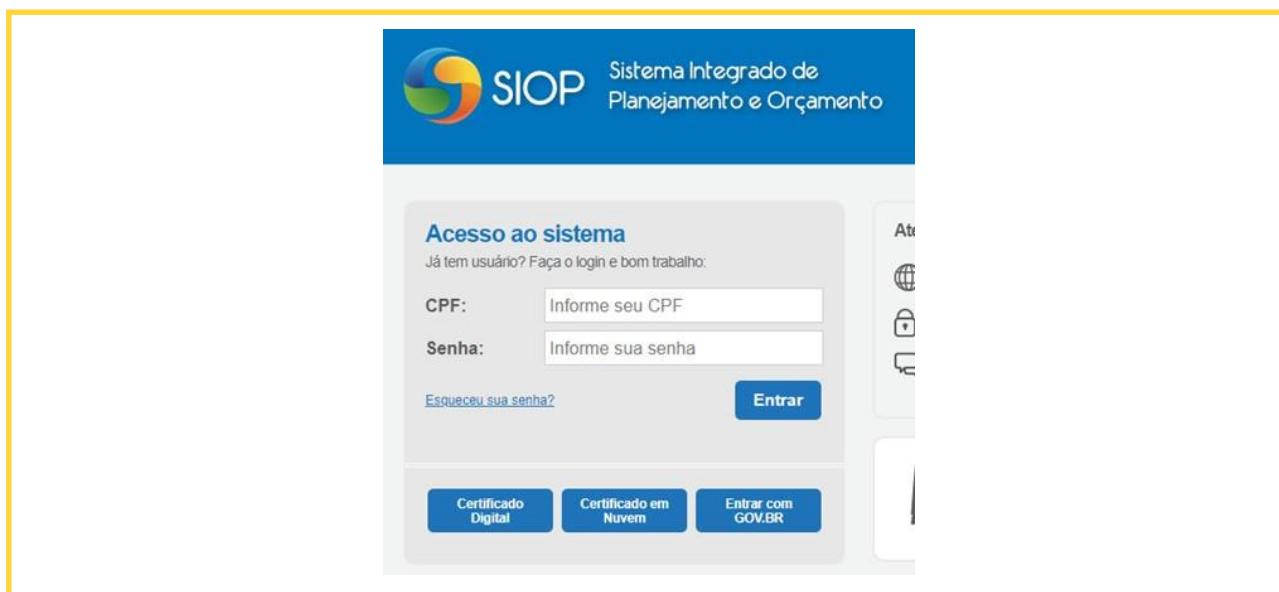 SIOP
Sistema Integrado de
Planejamento e Orçamento
Acesso ao sistema
Já tem usuário? Faça o login e bom trabalho:
CPF:
Informe seu CPF
Senha:
Informe sua senha
Esqueceu sua senha?
Entrar
Certificado
Digital
Certificado em
Nuvem
Entrar com
GOV.BR